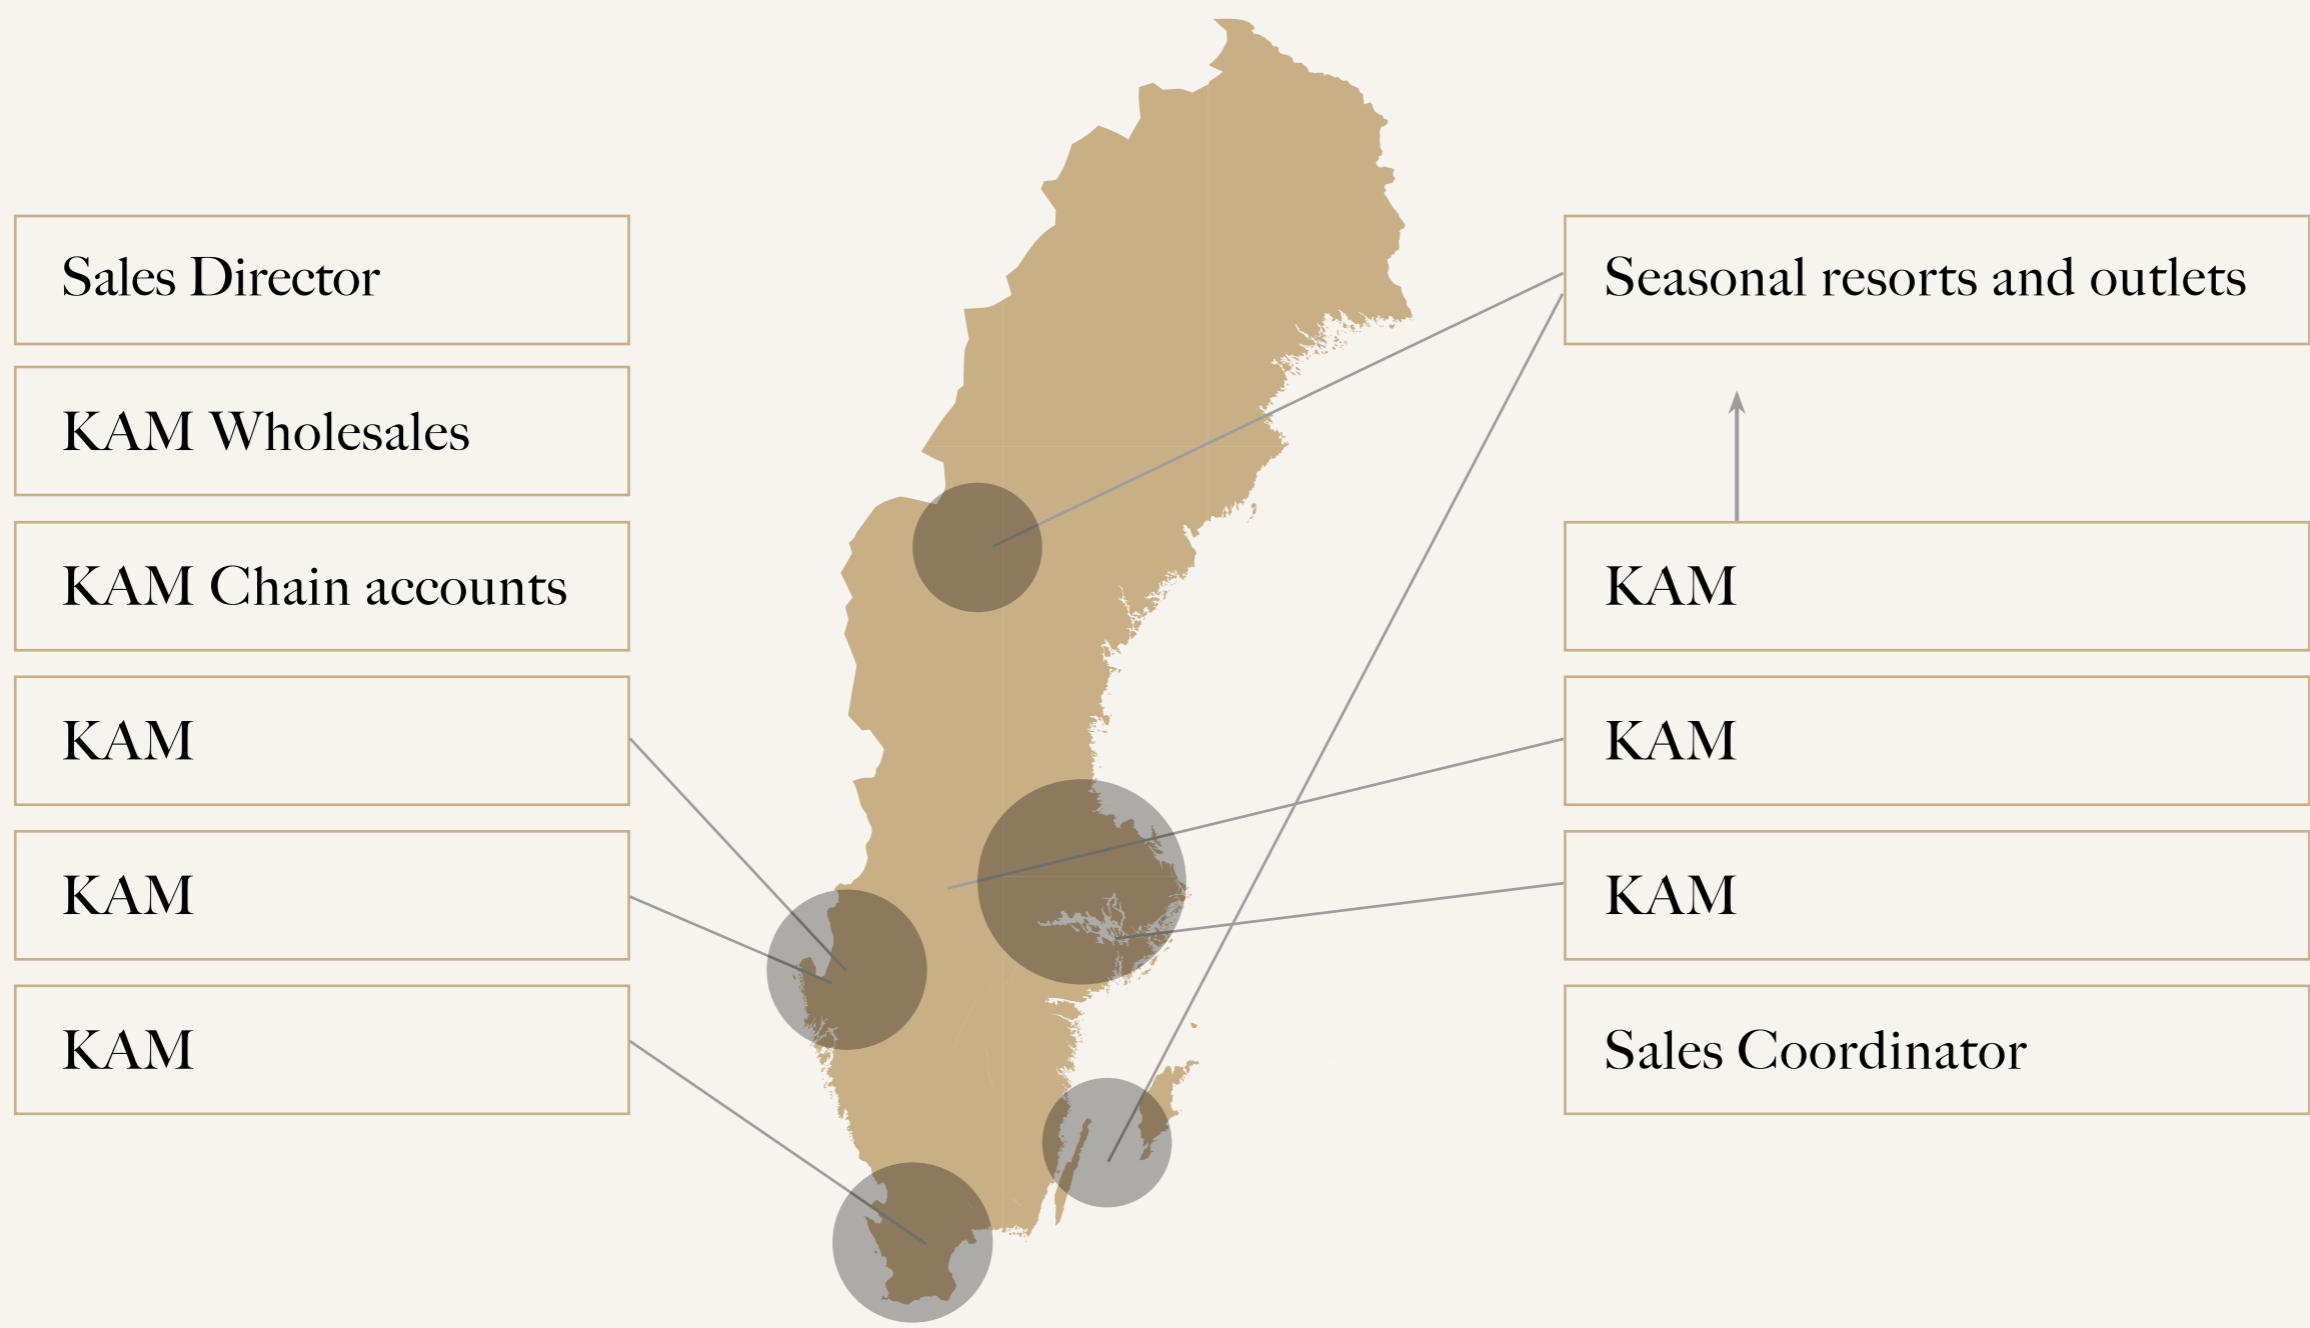 Sales Director
KAM Wholesales
KAM Chain accounts
KAM
KAM
KAM
Seasonal resorts and outlets
KAM
KAM
KAM
Sales Coordinator